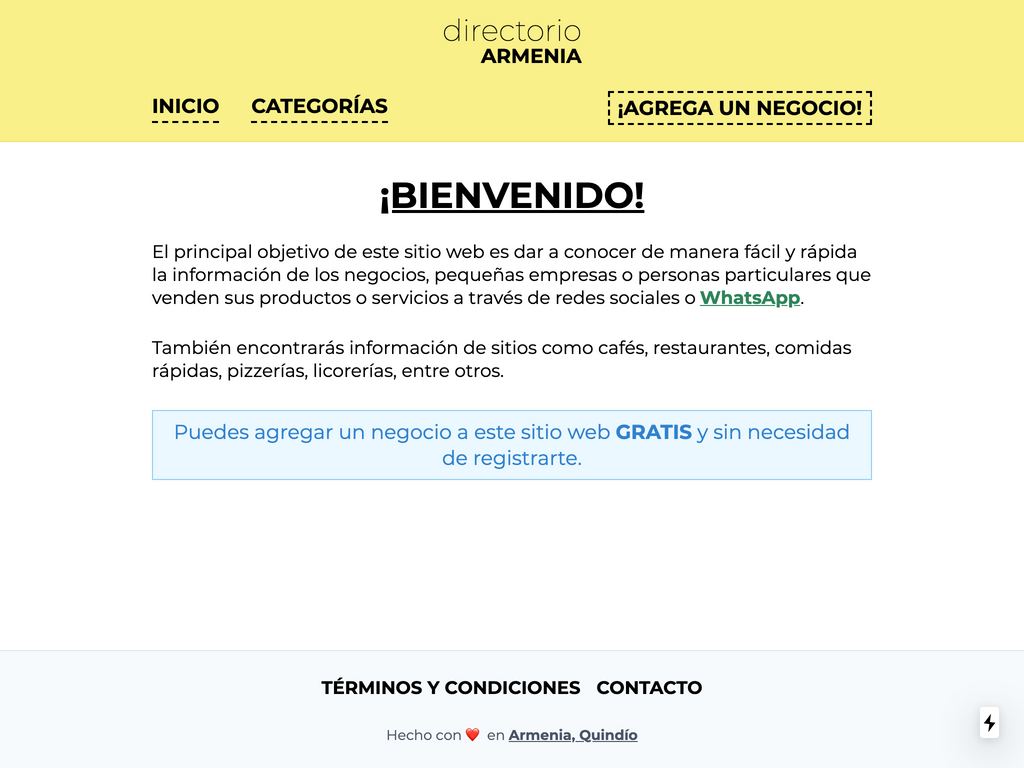 directorio
ARMENIA
INICIO CATEGORÍAS ¡AGREGA UN NEGOCIO!
¡BIENVENIDO!
El principal objetivo de este sitio web es dar a conocer de manera fácil y rápida
la información de los negocios, pequeñas empresas o personas particulares que
venden sus productos o servicios a través de redes sociales o WhatsApp.
También encontrarás información de sitios como cafés, restaurantes, comidas
rápidas, pizzerías, licorerías, entre otros.
Puedes agregar un negocio a este sitio web GRATIS y sin necesidad
de registrarte.
TÉRMINOS Y CONDICIONES CONTACTO
Hecho con ❤️ en Armenia, Quindío